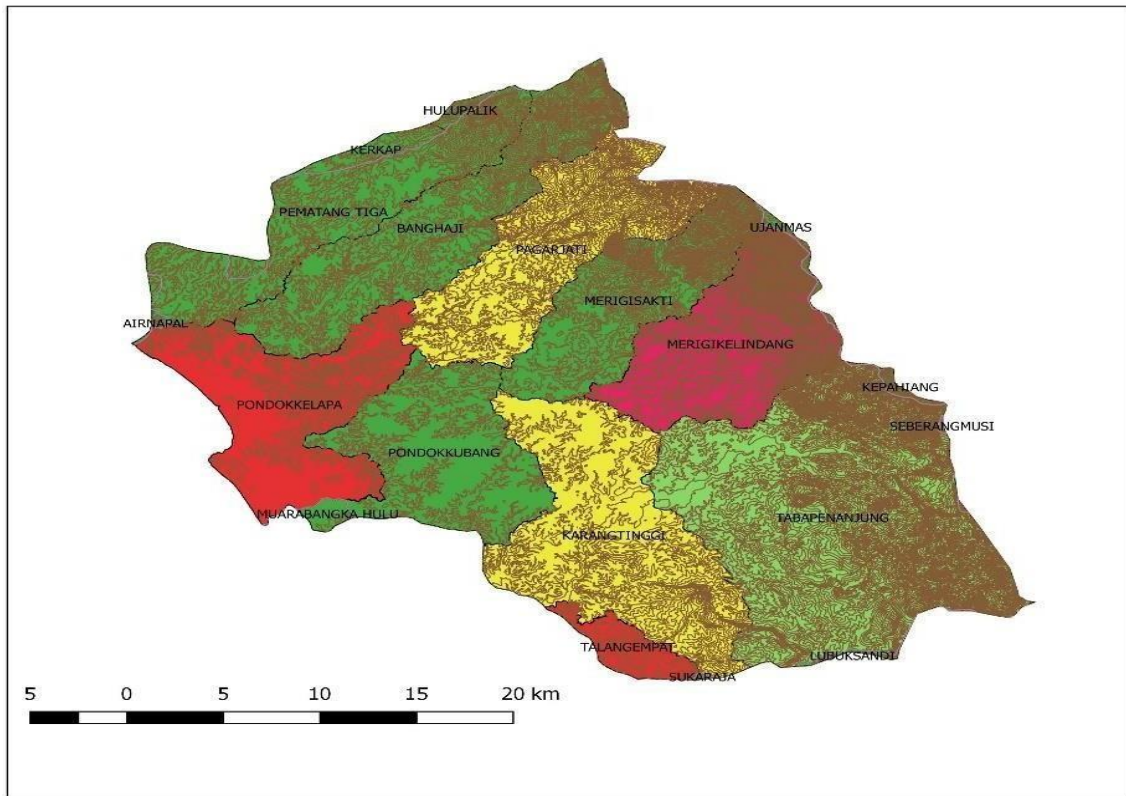 HULUPALIK
KERKAP
PEMATANG TIGA
BANGHAJI
UJANMAS
PAGARJATI
MERIGISAKTI
AIRNAPAL
MERIGIKELINDANG
KEPAHIANG
PONDOKKELAPA
SEBERANGMUSI
PONDOKKUBANG
MUARABANGKA HULU
TABAPENANJUNG
KARANGTINGGI
TALANGEMPAT
LUBUKSANDI
SUKARAJA
5 0 5 10 15 20 km